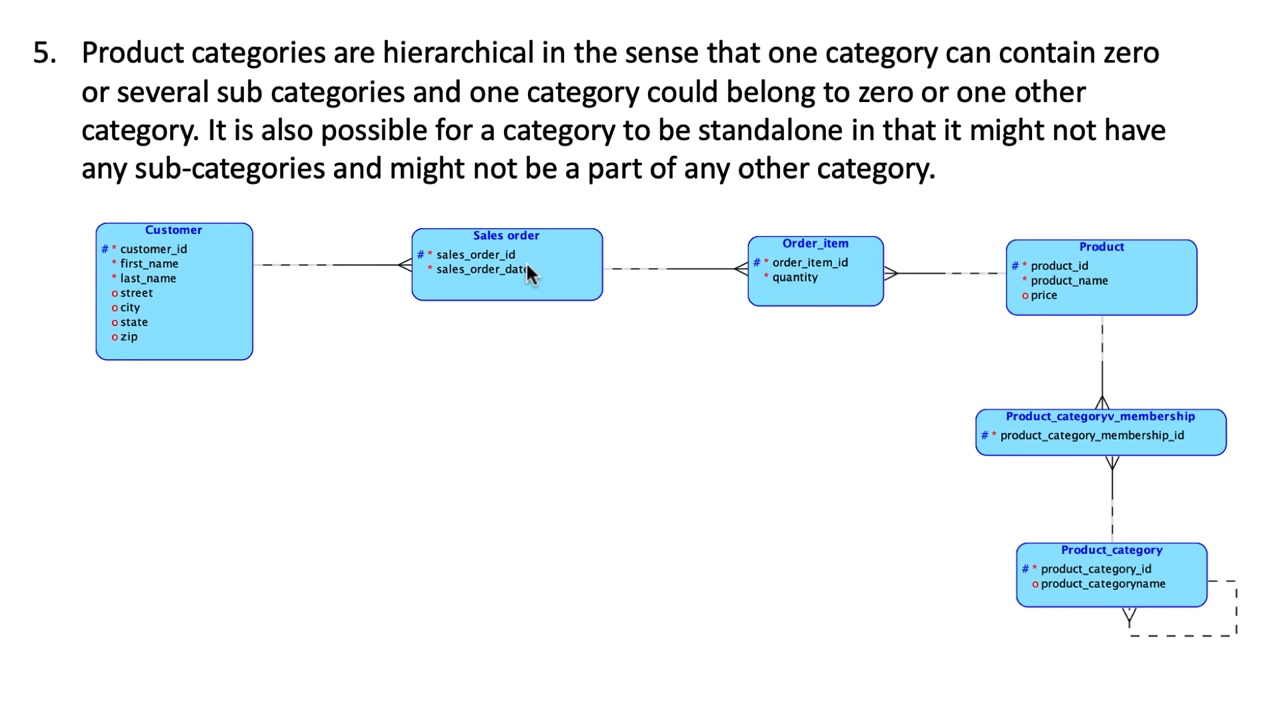 5. Product categories are hierarchical in the sense that one category can contain zero
or several sub categories and one category could belong to zero or one other
category. It is also possible for a category to be standalone in that it might not have
any sub-categories and might not be a part of any other category.
Customer
# * customer_id
* first_name
* last_name
o street
o city
o state
o zip
Sales order
# * sales_order_id
* sales_order_date
Order_item
# * order_item_id
* quantity
Product
# * product_id
* product_name
o price
Product_categoryv_membership
# * product_category_membership_id
Product_category
# * product_category_id
o product_categoryname